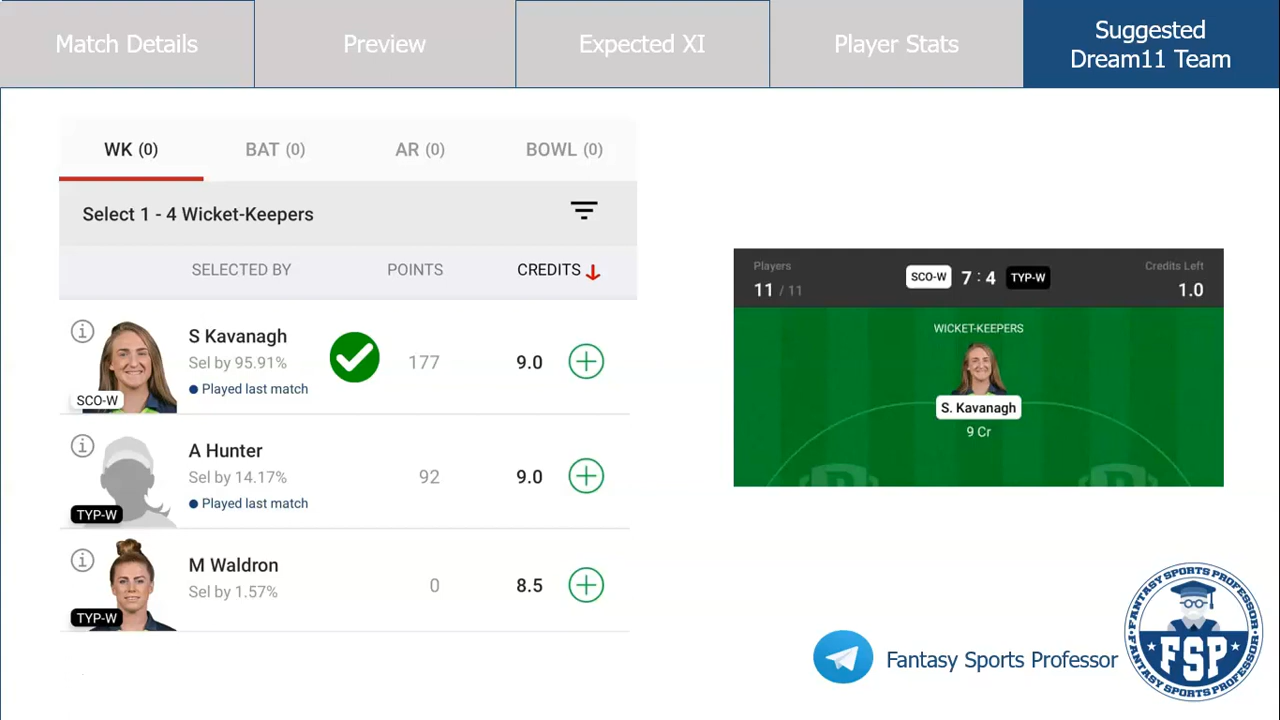 Match Details
Preview
Expected XI
Player Stats
Suggested
Dream11 Team
WK (0)
BAT (0)
AR (0)
BOWL (0)
Select 1 - 4 Wicket-Keepers
SELECTED BY
POINTS
CREDITS
S Kavanagh
Sel by 95.91%
Played last match
177
9.0
SCO-W
A Hunter
Sel by 14.17%
Played last match
92
9.0
TYP-W
M Waldron
Sel by 1.57%
0
8.5
TYP-W
Players
11 / 11
SCO-W 7 : 4 TYP-W
Credits Left
1.0
WICKET-KEEPERS
S. Kavanagh
9 Cr
Fantasy Sports Professor
FANTASY SPORTS PROFESSOR
FSP
FANTASY SPORTS PROFESSOR